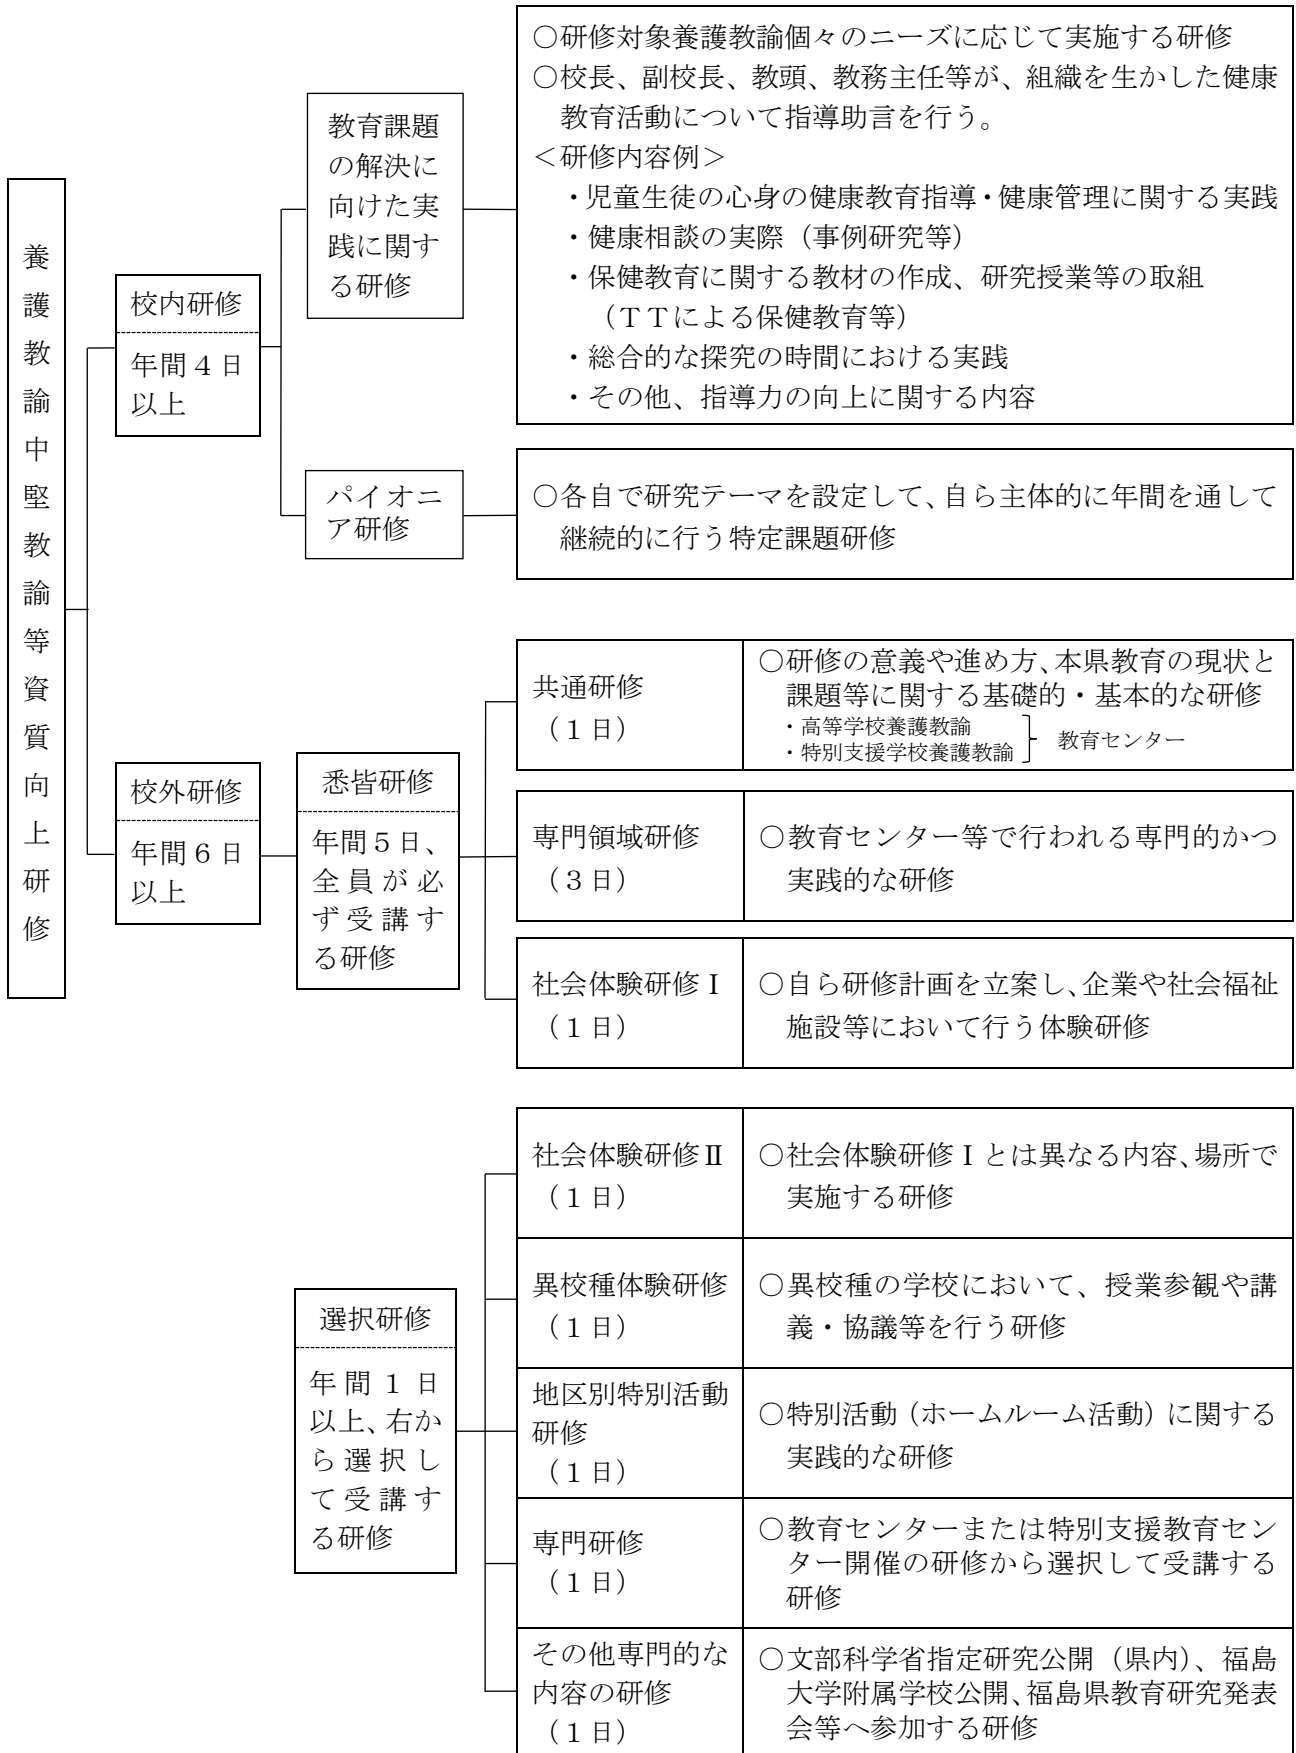 養護教諭中堅教諭等資質向上研修
校内研修
年間４日
以上
教育課題
の解決に
向けた実
践に関す
る研修
○研修対象養護教諭個々のニーズに応じて実施する研修
○校長、副校長、教頭、教務主任等が、組織を生かした健康
教育活動について指導助言を行う。
＜研修内容例＞
・児童生徒の心身の健康教育指導・健康管理に関する実践
・健康相談の実際（事例研究等）
・保健教育に関する教材の作成、研究授業等の取組
（ＴＴによる保健教育等）
・総合的な探究の時間における実践
・その他、指導力の向上に関する内容
パイオニ
ア研修
○各自で研究テーマを設定して、自ら主体的に年間を通して
継続的に行う特定課題研修
校外研修
年間６日
以上
悉皆研修
年間５日、
全員が必
ず受講す
る研修
共通研修
（１日）
○研修の意義や進め方、本県教育の現状と
課題等に関する基礎的・基本的な研修
・高等学校養護教諭
・特別支援学校養護教諭
教育センター
専門領域研修
（３日）
○教育センター等で行われる専門的かつ
実践的な研修
社会体験研修Ⅰ
（１日）
○自ら研修計画を立案し、企業や社会福祉
施設等において行う体験研修
選択研修
年間１日
以上、右か
ら選択し
て受講す
る研修
社会体験研修Ⅱ
（１日）
○社会体験研修Ⅰとは異なる内容、場所で
実施する研修
異校種体験研修
（１日）
○異校種の学校において、授業参観や講
義・協議等を行う研修
地区別特別活動
研修
（１日）
○特別活動（ホームルーム活動）に関する
実践的な研修
専門研修
（１日）
○教育センターまたは特別支援教育セン
ター開催の研修から選択して受講する
研修
その他専門的な
内容の研修
（１日）
○文部科学省指定研究公開（県内）、福島
大学附属学校公開、福島県教育研究発表
会等へ参加する研修